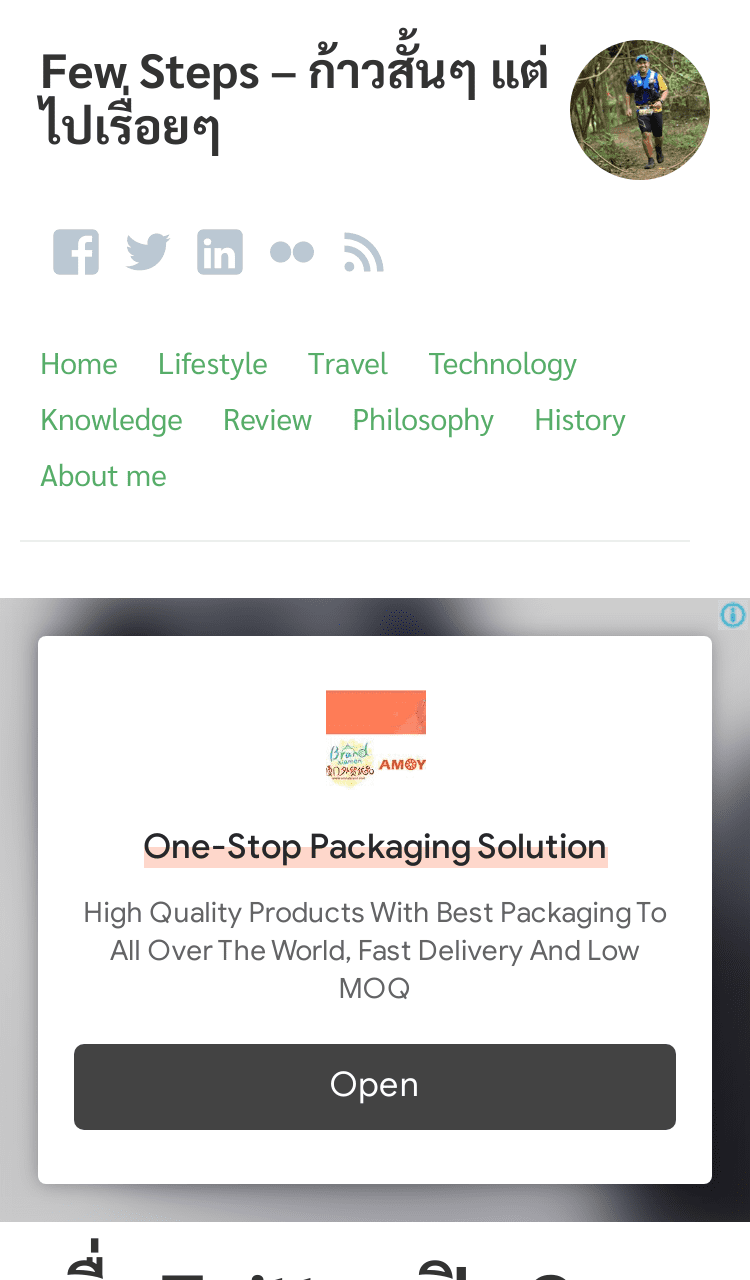 Few Steps – ก้าวสั้นๆ แต่
ไปเรื่อยๆ
Home Lifestyle Travel Technology
Knowledge Review Philosophy History
About me
Brand
AMOY
One-Stop Packaging Solution
High Quality Products With Best Packaging To
All Over The World, Fast Delivery And Low
MOQ
Open